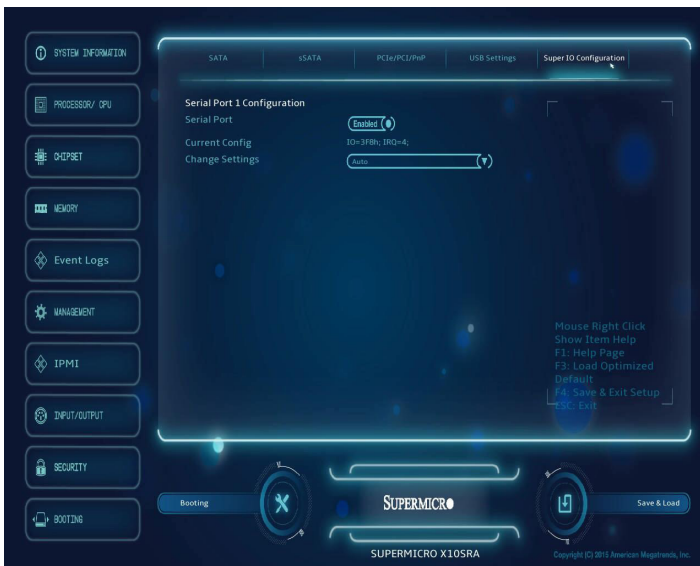 SYSTEM INFORMATION
PROCESSOR/ CPU
CHIPSET
MEMORY
Event Logs
MANAGEMENT
IPMI
INPUT/OUTPUT
SECURITY
BOOTING
SATA
sSATA
PCIe/PCI/PnP
USB Settings
Super IO Configuration
Serial Port 1 Configuration
Serial Port
Enabled
Current Config
IO=3F8h; IRQ=4;
Change Settings
Auto
Mouse Right Click
Show Item Help
F1: Help Page
F3: Load Optimized
Default
F4: Save & Exit Setup
ESC: Exit
Booting
SUPERMICRO
Save & Load
SUPERMICRO X10SRA
Copyright (C) 2015 American Megatrends, Inc.